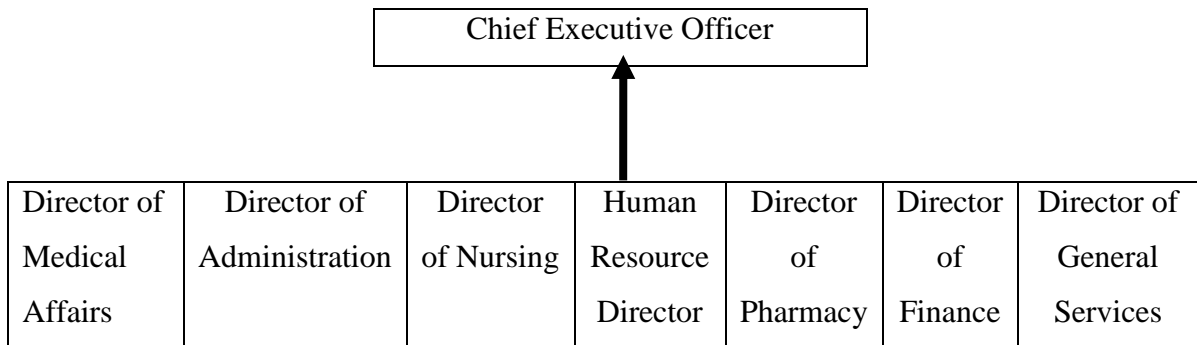 Chief Executive Officer
Director of
Medical
Affairs
Director of
Administration
Director
of Nursing
Human
Resource
Director
Director
of
Pharmacy
Director
of
Finance
Director of
General
Services